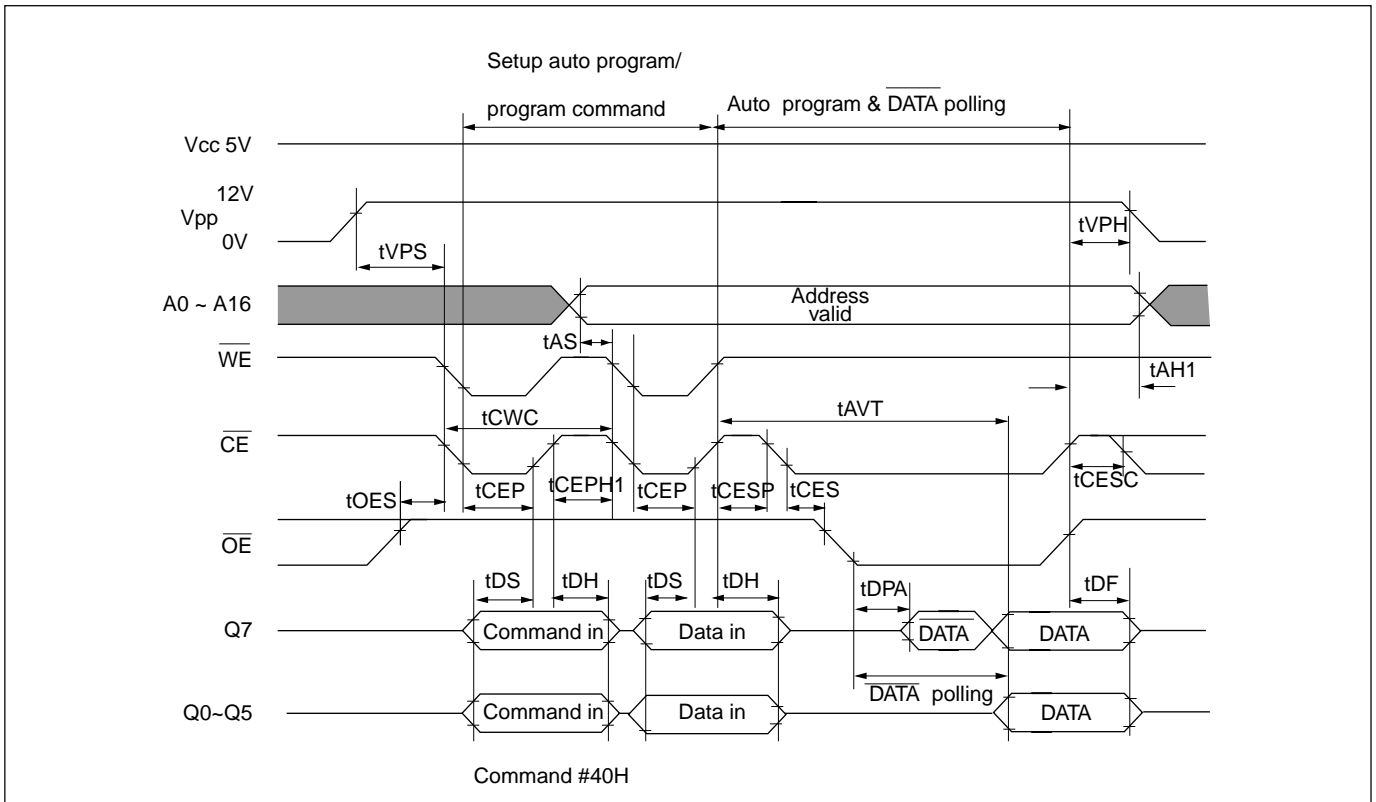 Setup auto program/
program command
Auto program & DATA polling
Vcc 5V
12V
Vpp
0V
tVPS
tVPH
A0 ~ A16
Address
valid
tAS
WE
tAH1
tCWC
tAVT
CE
tOES
tCEP
tCEPH1
tCEP
tCESP
tCES
tCESC
OE
tDS
tDH
tDS
tDH
tDPA
tDF
Q7
Command in
Data in
DATA
DATA
DATA polling
Q0~Q5
Command in
Data in
DATA
Command #40H